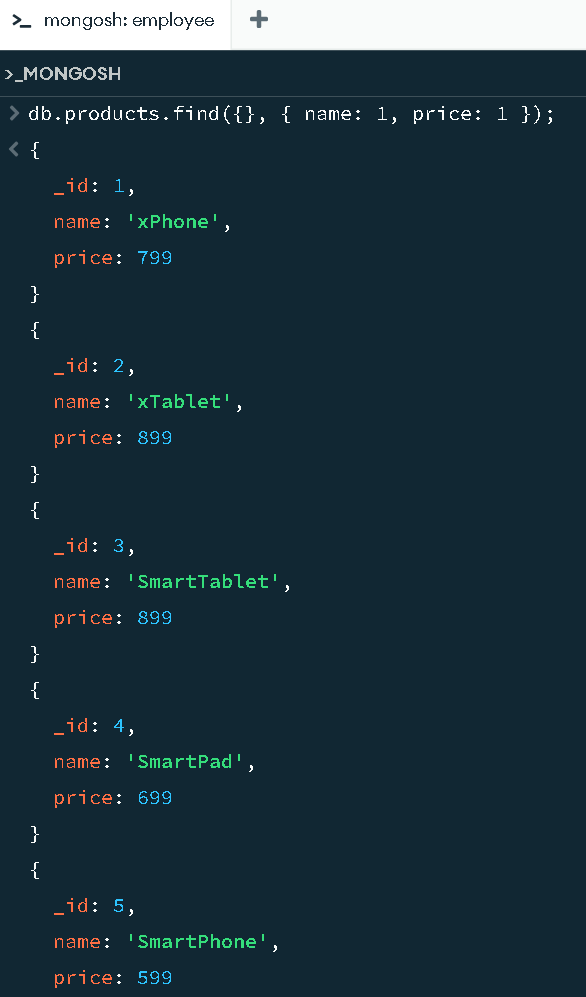 >_ mongosh: employee +
>_MONGOSH
> db.products.find({}, { name: 1, price: 1 });
< {
_id: 1,
name: 'xPhone',
price: 799
}
{
_id: 2,
name: 'xTablet',
price: 899
}
{
_id: 3,
name: 'SmartTablet',
price: 899
}
{
_id: 4,
name: 'SmartPad',
price: 699
}
{
_id: 5,
name: 'SmartPhone',
price: 599